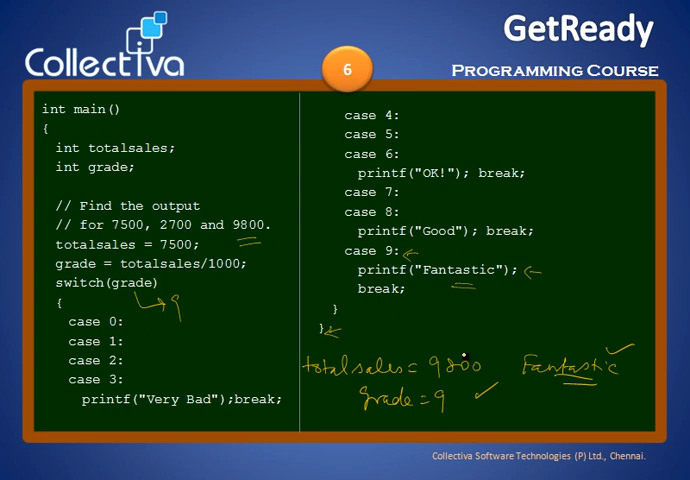 Collectiva
GetReady
6
PROGRAMMING COURSE
int main()
{
int totalsales;
int grade;
// Find the output
// for 7500, 2700 and 9800.
totalsales = 7500;
grade = totalsales/1000;
switch(grade)
{
9
case 0:
case 1:
case 2:
case 3:
printf("Very Bad");break;
case 4:
case 5:
case 6:
printf("OK!"); break;
case 7:
case 8:
printf("Good"); break;
case 9:
printf("Fantastic");
break;
}
}
totalsales = 9800 Fantastic
grade = 9
Collectiva Software Technologies (P) Ltd., Chennai.